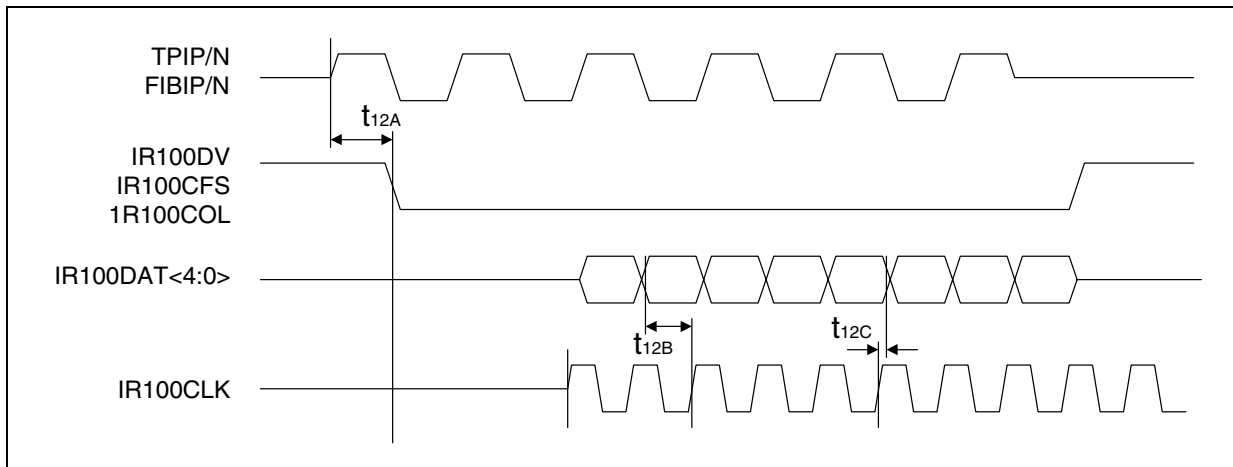 TPIP/N
FIBIP/N
t12A
IR100DV
IR100CFS
1R100COL
IR100DAT<4:0>
t12B
t12C
IR100CLK